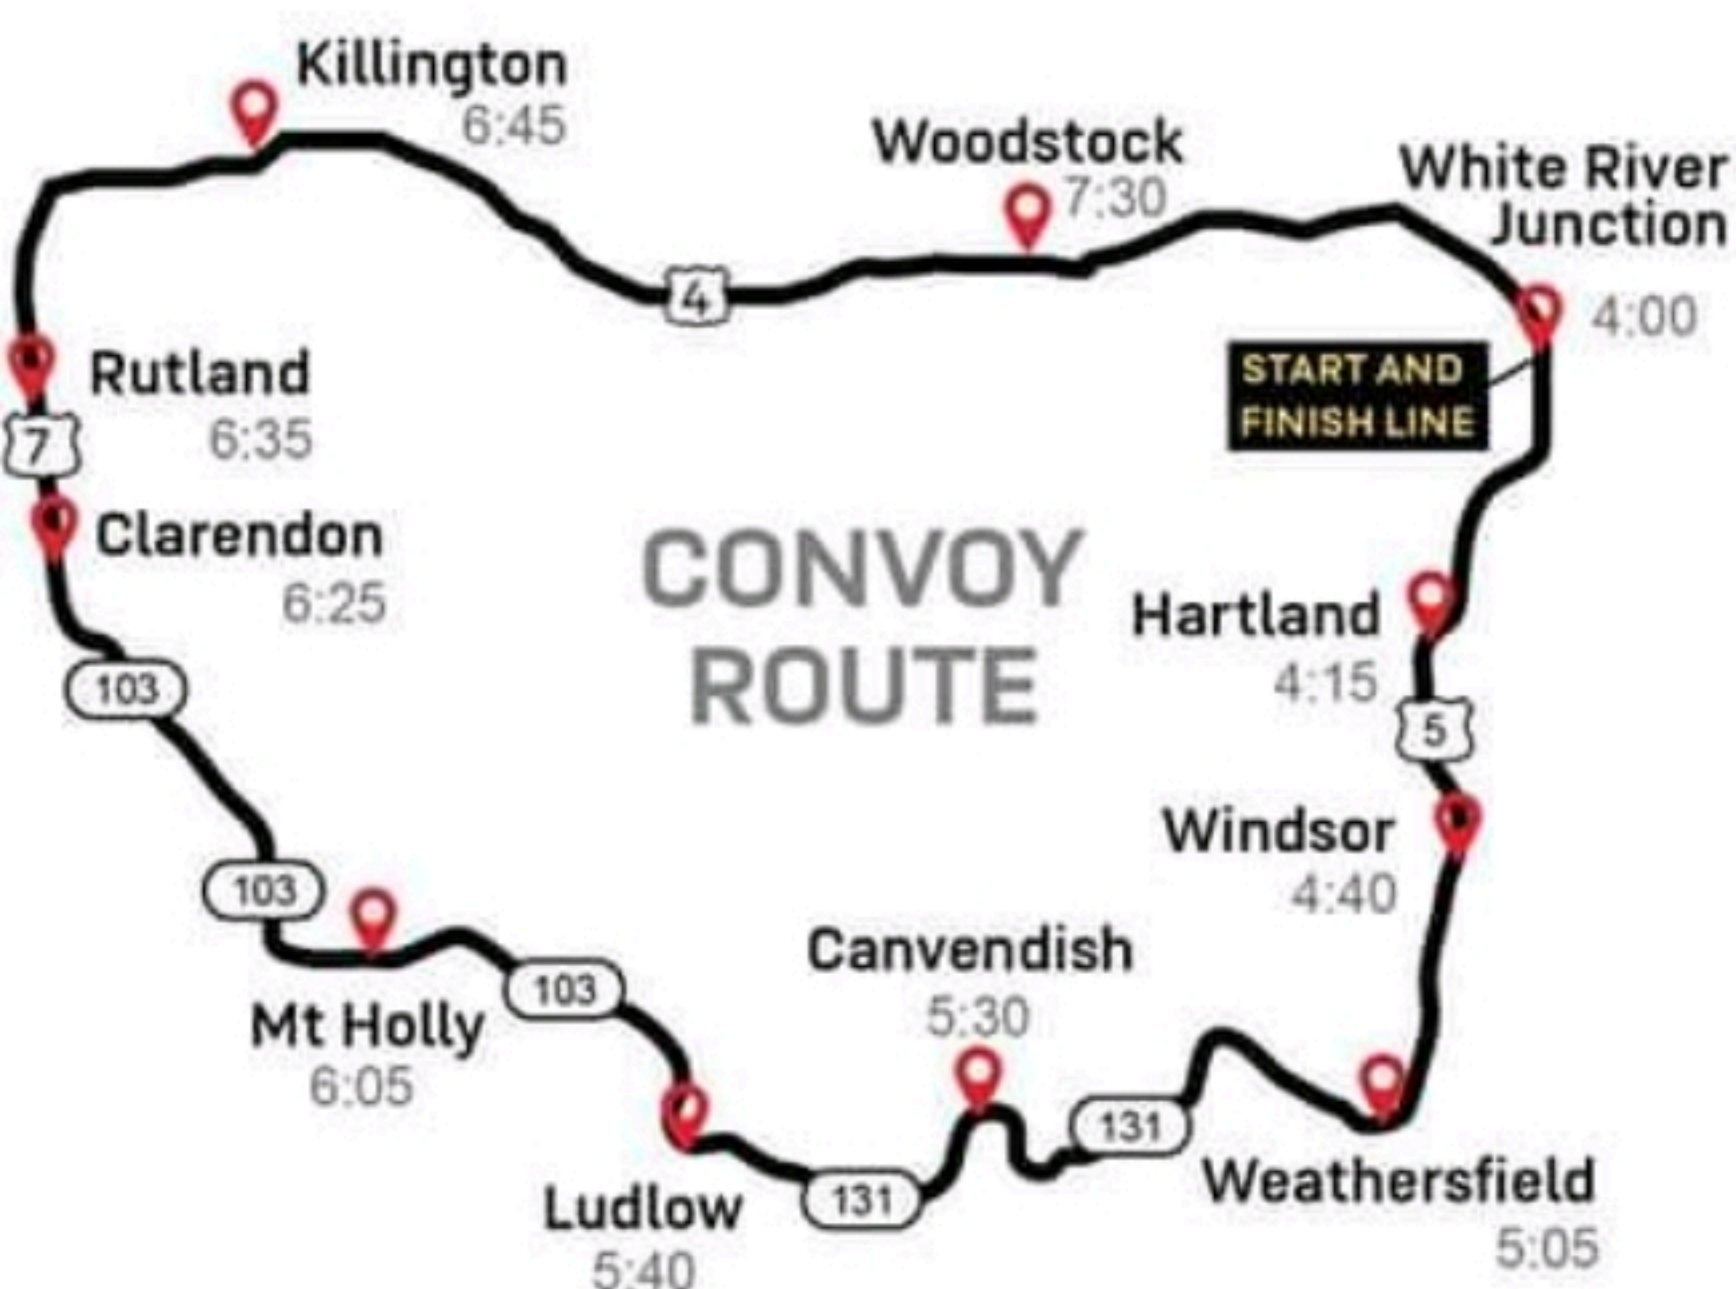 Killington
6:45
Woodstock
7:30
White River
Junction
4:00
START AND
FINISH LINE
4
Rutland
6:35
7
Clarendon
6:25
CONVOY
ROUTE
Hartland
4:15
5
103
Windsor
4:40
103
Canvendish
5:30
103
Mt Holly
6:05
131
Weathersfield
5:05
131
Ludlow
5:40